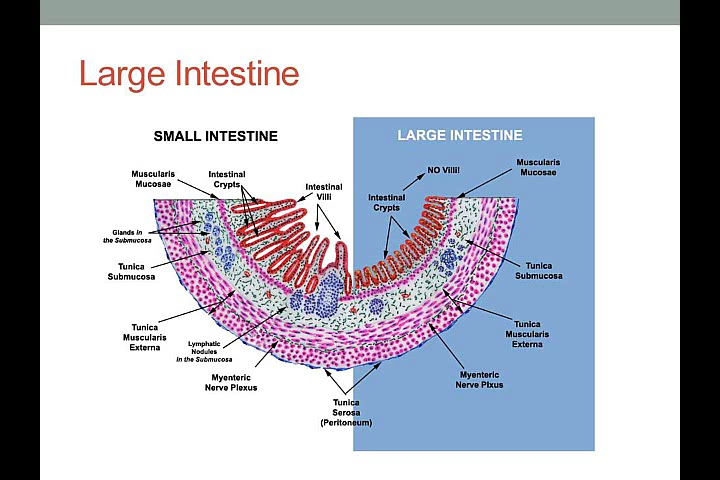 Large Intestine
SMALL INTESTINE
LARGE INTESTINE
Muscularis
Mucosae
Intestinal
Crypts
Intestinal
Villi
Glands in
the Submucosa
Tunica
Submucosa
Tunica
Muscularis
Externa
Lymphatic
Nodules
in the Submucosa
Myenteric
Nerve Plexus
Tunica
Serosa
(Peritoneum)
NO Villi!
Intestinal
Crypts
Muscularis
Mucosae
Tunica
Submucosa
Tunica
Muscularis
Externa
Myenteric
Nerve Plxus